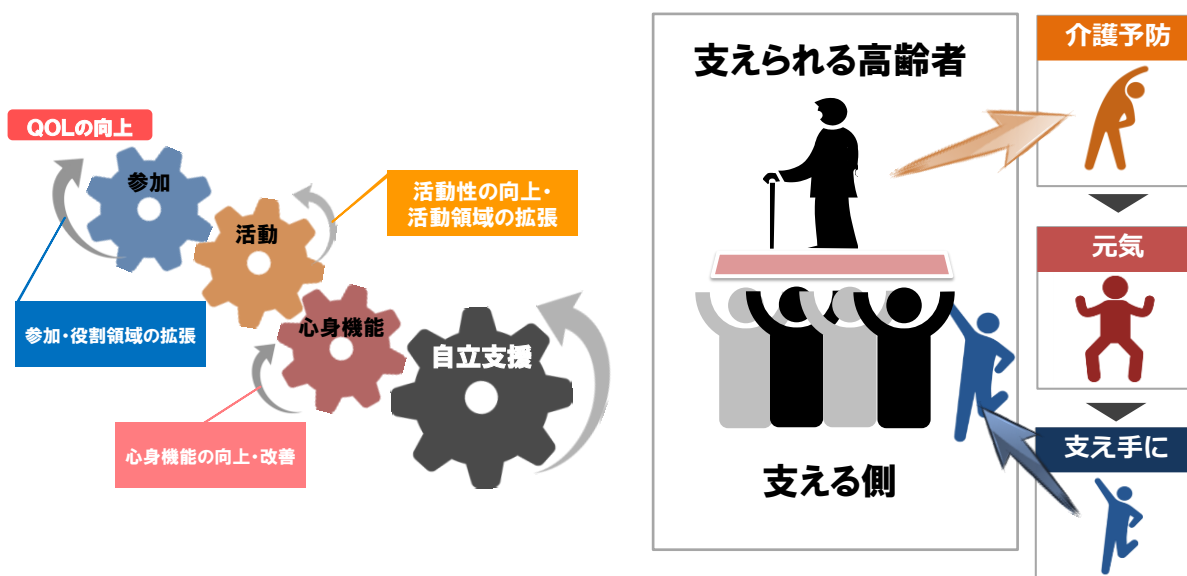 QOLの向上
参加
活動
活動性の向上・
活動領域の拡張
参加・役割領域の拡張
心身機能
自立支援
心身機能の向上・改善
支えられる高齢者
支える側
介護予防
元気
支え手に